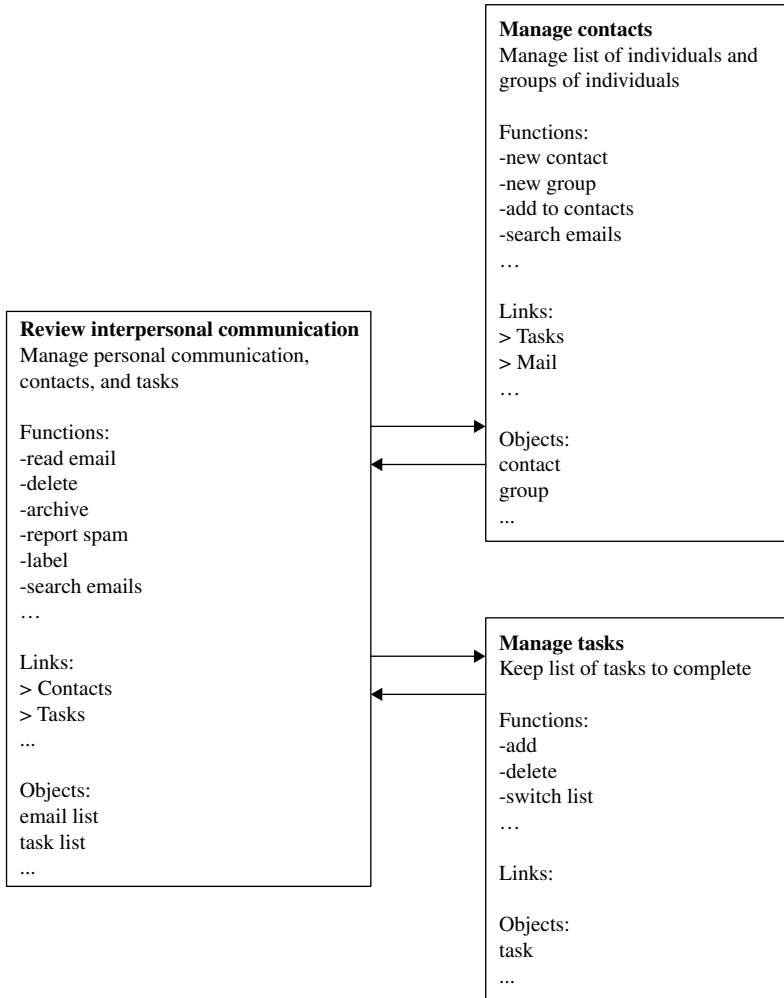 Manage contacts
Manage list of individuals and
groups of individuals
Functions:
-new contact
-new group
-add to contacts
-search emails
…
Links:
> Tasks
> Mail
…
Objects:
contact
group
...
Review interpersonal communication
Manage personal communication,
contacts, and tasks
Functions:
-read email
-delete
-archive
-report spam
-label
-search emails
…
Links:
> Contacts
> Tasks
...
Objects:
email list
task list
...
Manage tasks
Keep list of tasks to complete
Functions:
-add
-delete
-switch list
…
Links:
Objects:
task
...